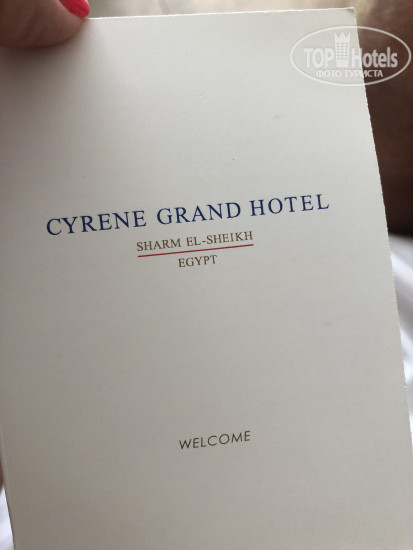 TOP Hotels
ФОТО ТУРИСТА
CYRENE GRAND HOTEL
SHARM EL-SHEIKH
EGYPT
WELCOME